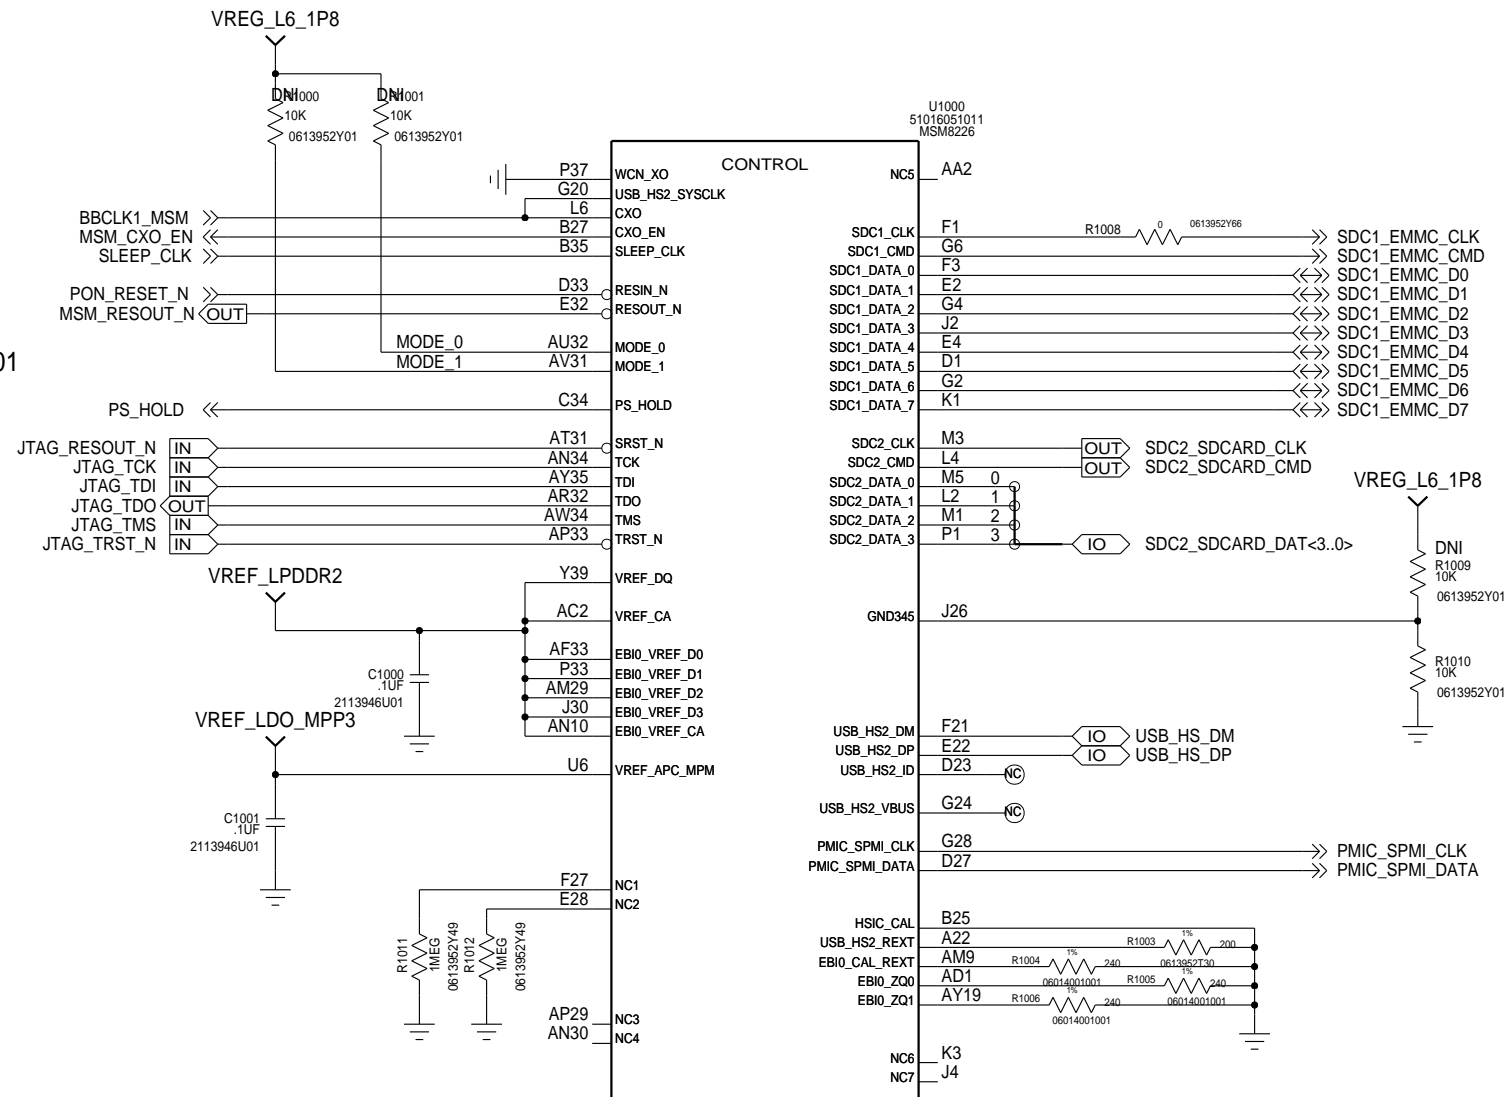 VREG_L6_1P8
DNI
R1000
10K
0613952Y01
DNI
R1001
10K
0613952Y01
01
U1000
51016051011
MSM8226
CONTROL
P37 WCN_XO
G20 USB_HS2_SYSCLK
BBCLK1_MSM L6 CXO
MSM_CXO_EN B27 CXO_EN
SLEEP_CLK B35 SLEEP_CLK
PON_RESET_N D33 RESIN_N
MSM_RESOUT_N OUT E32 RESOUT_N
MODE_0 AU32 MODE_0
MODE_1 AV31 MODE_1
PS_HOLD C34 PS_HOLD
JTAG_RESOUT_N IN AT31 SRST_N
JTAG_TCK IN AN34 TCK
JTAG_TDI IN AY35 TDI
JTAG_TDO OUT AR32 TDO
JTAG_TMS IN AW34 TMS
JTAG_TRST_N IN AP33 TRST_N
VREF_LPDDR2
Y39 VREF_DQ
AC2 VREF_CA
AF33 EBI0_VREF_D0
P33 EBI0_VREF_D1
AM29 EBI0_VREF_D2
J30 EBI0_VREF_D3
AN10 EBI0_VREF_CA
C1000
.1UF
2113946U01
VREF_LDO_MPP3
U6 VREF_APC_MPM
C1001
.1UF
2113946U01
F27 NC1
E28 NC2
R1011
1MEG
0613952Y49
R1012
1MEG
0613952Y49
AP29 NC3
AN30 NC4
NC5 AA2
SDC1_CLK F1 R1008 0 0613952Y66 SDC1_EMMC_CLK
SDC1_CMD G6 SDC1_EMMC_CMD
SDC1_DATA_0 F3 SDC1_EMMC_D0
SDC1_DATA_1 E2 SDC1_EMMC_D1
SDC1_DATA_2 G4 SDC1_EMMC_D2
SDC1_DATA_3 J2 SDC1_EMMC_D3
SDC1_DATA_4 E4 SDC1_EMMC_D4
SDC1_DATA_5 D1 SDC1_EMMC_D5
SDC1_DATA_6 G2 SDC1_EMMC_D6
SDC1_DATA_7 K1 SDC1_EMMC_D7
SDC2_CLK M3 OUT SDC2_SDCARD_CLK
SDC2_CMD L4 OUT SDC2_SDCARD_CMD
SDC2_DATA_0 M5 0
SDC2_DATA_1 L2 1
SDC2_DATA_2 M1 2
SDC2_DATA_3 P1 3 IO SDC2_SDCARD_DAT<3..0>
VREG_L6_1P8
DNI
R1009
10K
0613952Y01
GND345 J26
R1010
10K
0613952Y01
USB_HS2_DM F21 IO USB_HS_DM
USB_HS2_DP E22 IO USB_HS_DP
USB_HS2_ID D23 NC
USB_HS2_VBUS G24 NC
PMIC_SPMI_CLK G28 PMIC_SPMI_CLK
PMIC_SPMI_DATA D27 PMIC_SPMI_DATA
HSIC_CAL B25
USB_HS2_REXT A22 R1003 1% 200 0613952T30
EBI0_CAL_REXT AM9 R1004 1% 240 06014001001
EBI0_ZQ0 AD1 R1005 1% 240 06014001001
EBI0_ZQ1 AY19 R1006 1% 240 06014001001
NC6 K3
NC7 J4